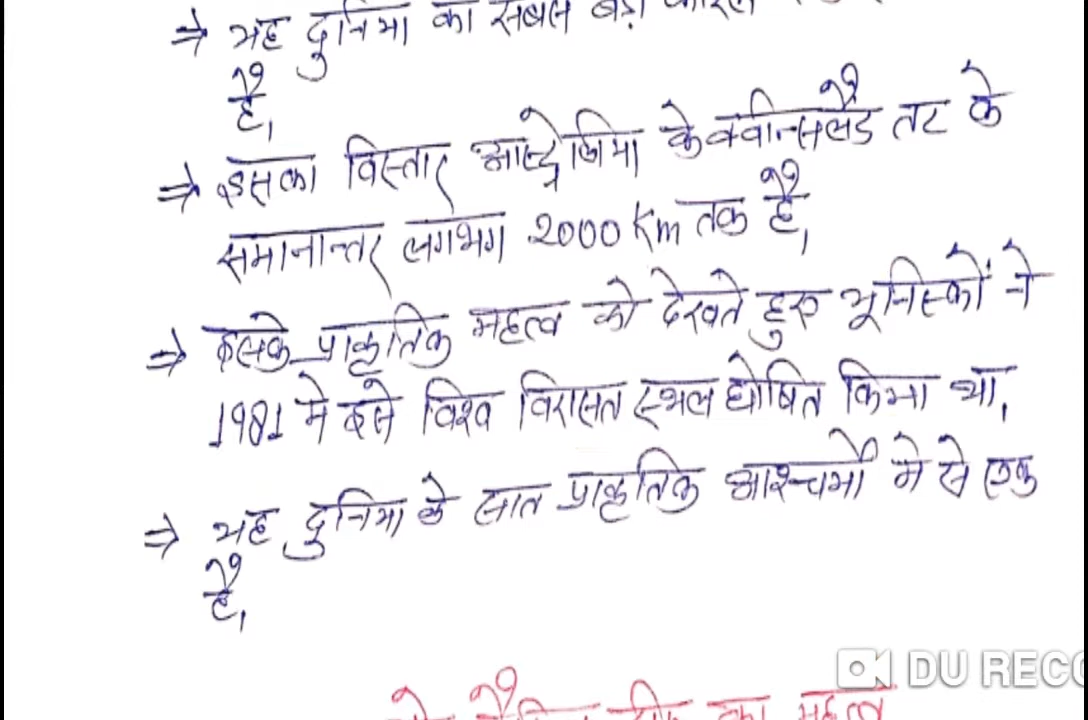 ⇒ यह दुनिया का सबसे बड़ा
है,
⇒ इसका विस्तार आस्ट्रेलिया के क्वीन्सलैंड तट के
समानान्तर लगभग 2000 Km तक है,
⇒ इसके प्राकृतिक महत्व को देखते हुए यूनेस्को ने
1981 मे इसे विश्व विरासत स्थल घोषित किया था,
⇒ यह दुनिया के सात प्राकृतिक आश्चर्यों मे से एक
है,
DU REC
का महत्व